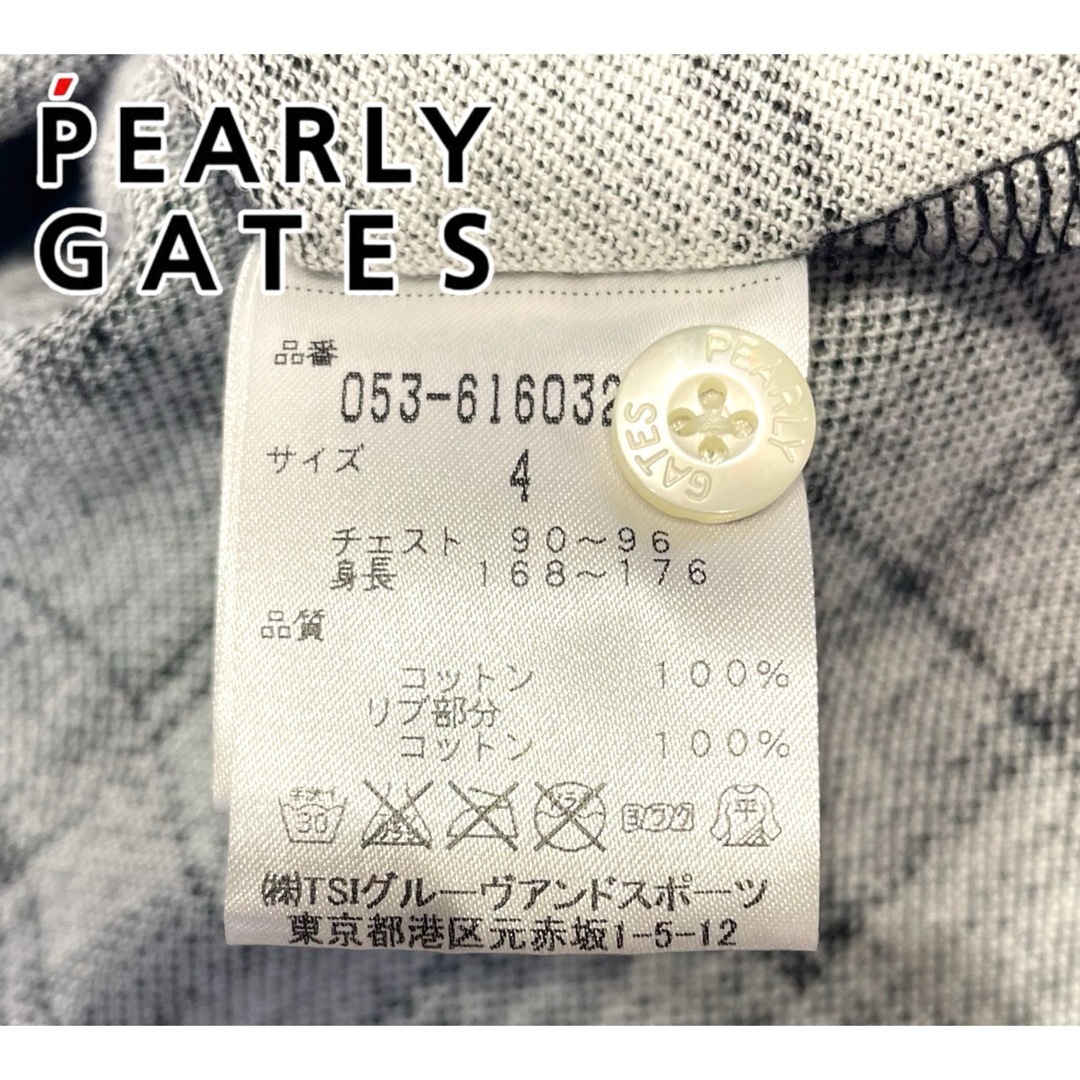 PEARLY
GATES
品番
053-616032
サイズ
4
PEARLY GATES
チェスト 90～96
身長 168～176
品質
コットン 100%
リブ部分
コットン 100%
30
平
㈱TSIグルーヴアンドスポーツ
東京都港区元赤坂1-5-12